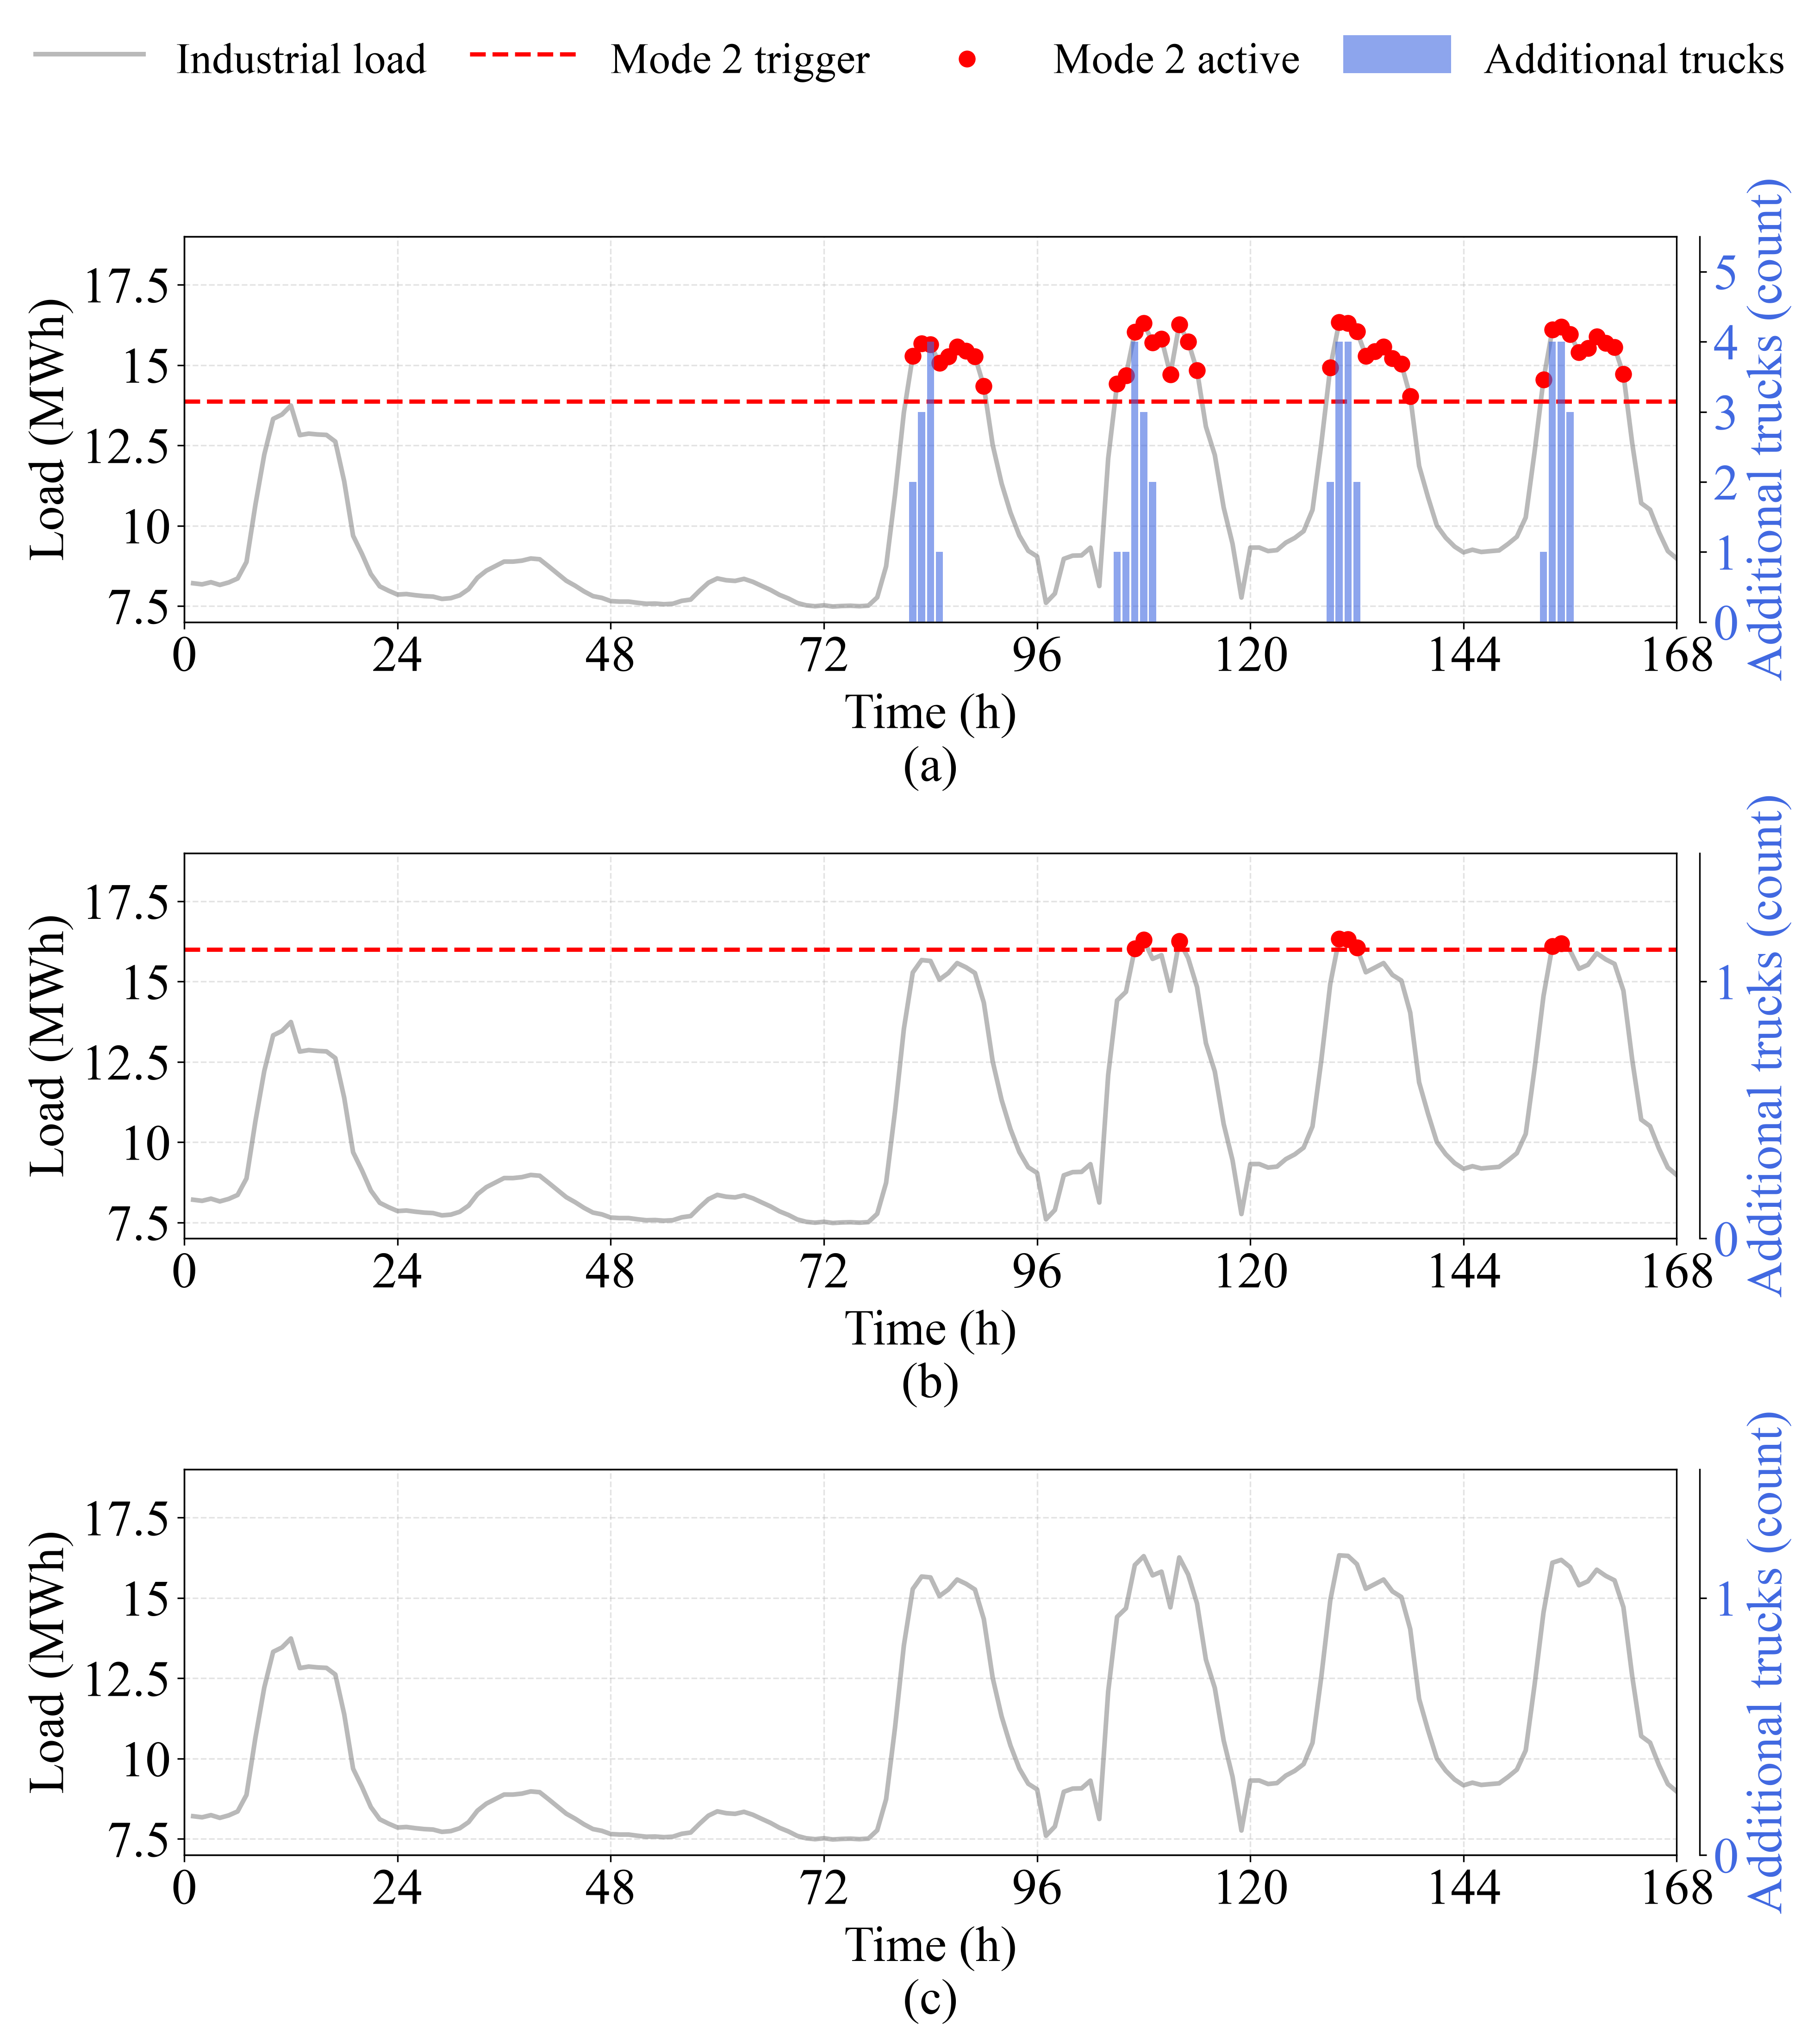 Industrial load Mode 2 trigger Mode 2 active Additional trucks
Load (MWh)
17.5
15
12.5
10
7.5
0 24 48 72 96 120 144 168
Time (h)
(a)
5
4
3
2
1
0
Additional trucks (count)
Load (MWh)
17.5
15
12.5
10
7.5
0 24 48 72 96 120 144 168
Time (h)
(b)
1
0
Additional trucks (count)
Load (MWh)
17.5
15
12.5
10
7.5
0 24 48 72 96 120 144 168
Time (h)
(c)
1
0
Additional trucks (count)